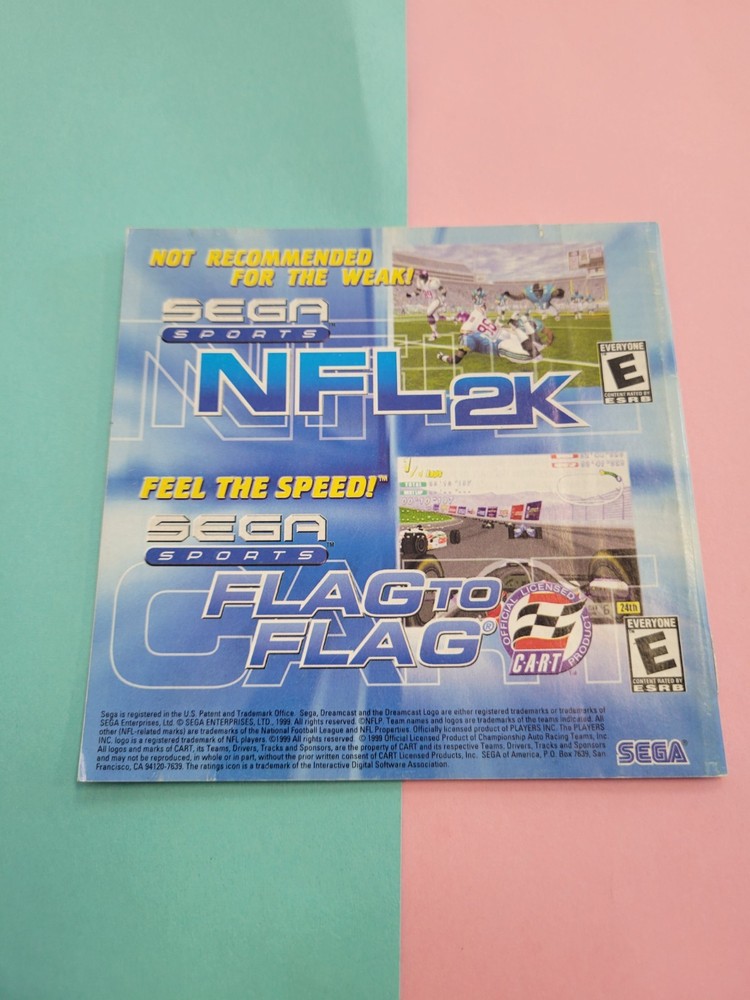 NOT RECOMMENDED
FOR THE WEAK!
SEGA
SPORTS™
NFL 2K
EVERYONE
E
CONTENT RATED BY
ESRB
FEEL THE SPEED!™
SEGA
SPORTS™
FLAG TO
FLAG®
CART
OFFICIAL LICENSED PRODUCT
CART
24th
EVERYONE
E
CONTENT RATED BY
ESRB
Sega is registered in the U.S. Patent and Trademark Office. Sega, Dreamcast and the Dreamcast Logo are either registered trademarks or trademarks of
SEGA Enterprises, Ltd. © SEGA ENTERPRISES, LTD., 1999. All rights reserved. ©NFLP. Team names and logos are trademarks of the teams indicated. All
other (NFL-related marks) are trademarks of the National Football League and NFL Properties. Officially licensed product of PLAYERS INC. The PLAYERS
INC. logo is a registered trademark of NFL players. ©1999 All rights reserved. © 1999 Official Licensed Product of Championship Auto Racing Teams, Inc
All logos and marks of CART, its Teams, Drivers, Tracks and Sponsors, are the property of CART and its respective Teams, Drivers, Tracks and Sponsors
and may not be reproduced, in whole or in part, without the prior written consent of CART Licensed Products, Inc. SEGA of America, P.O. Box 7639, San
Francisco, CA 94120-7639. The ratings icon is a trademark of the Interactive Digital Software Association.
SEGA®